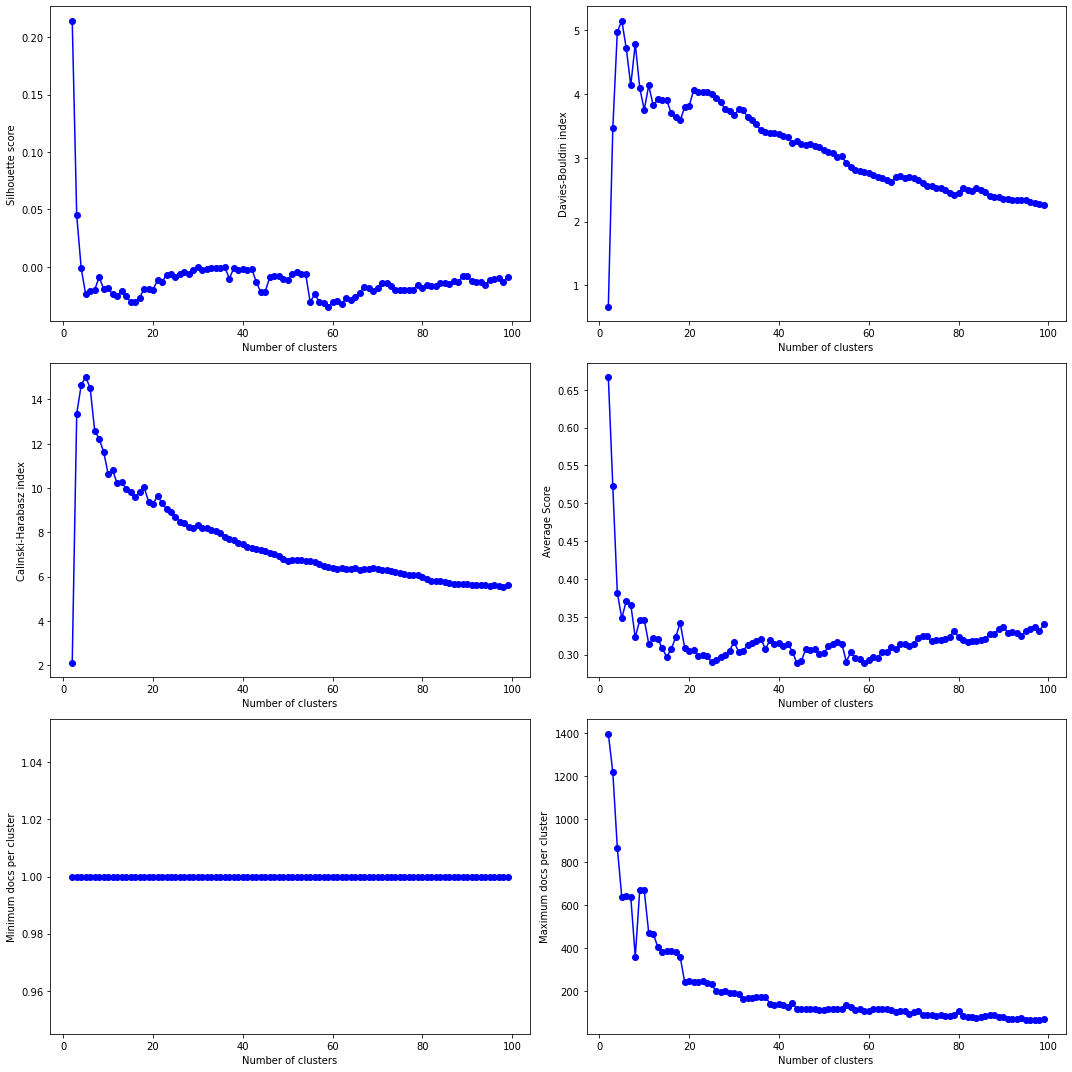 Silhouette score
0.20
0.15
0.10
0.05
0.00
0 20 40 60 80 100
Number of clusters
Davies-Bouldin index
5
4
3
2
1
0 20 40 60 80 100
Number of clusters
Calinski-Harabasz index
14
12
10
8
6
4
2
0 20 40 60 80 100
Number of clusters
Average Score
0.65
0.60
0.55
0.50
0.45
0.40
0.35
0.30
0 20 40 60 80 100
Number of clusters
Minimum docs per cluster
1.04
1.02
1.00
0.98
0.96
0 20 40 60 80 100
Number of clusters
Maximum docs per cluster
1400
1200
1000
800
600
400
200
0 20 40 60 80 100
Number of clusters